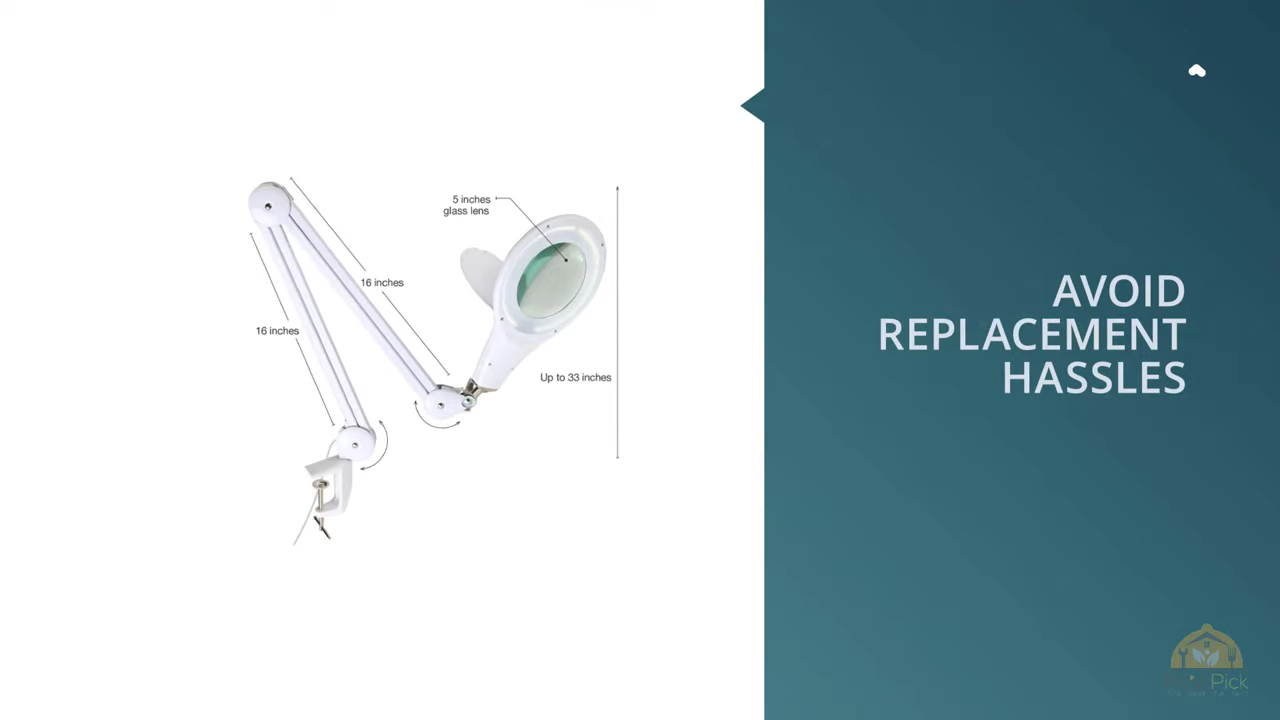 5 inches
glass lens
16 inches
16 inches
Up to 33 inches
AVOID
REPLACEMENT
HASSLES
Pick